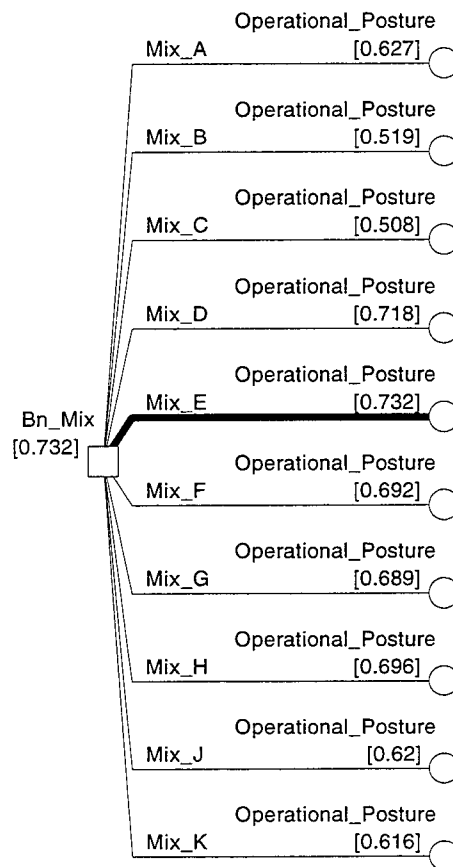 Operational_Posture
Mix_A [0.627]
Operational_Posture
Mix_B [0.519]
Operational_Posture
Mix_C [0.508]
Operational_Posture
Mix_D [0.718]
Operational_Posture
Mix_E [0.732]
Bn_Mix
[0.732]
Operational_Posture
Mix_F [0.692]
Operational_Posture
Mix_G [0.689]
Operational_Posture
Mix_H [0.696]
Operational_Posture
Mix_J [0.62]
Operational_Posture
Mix_K [0.616]